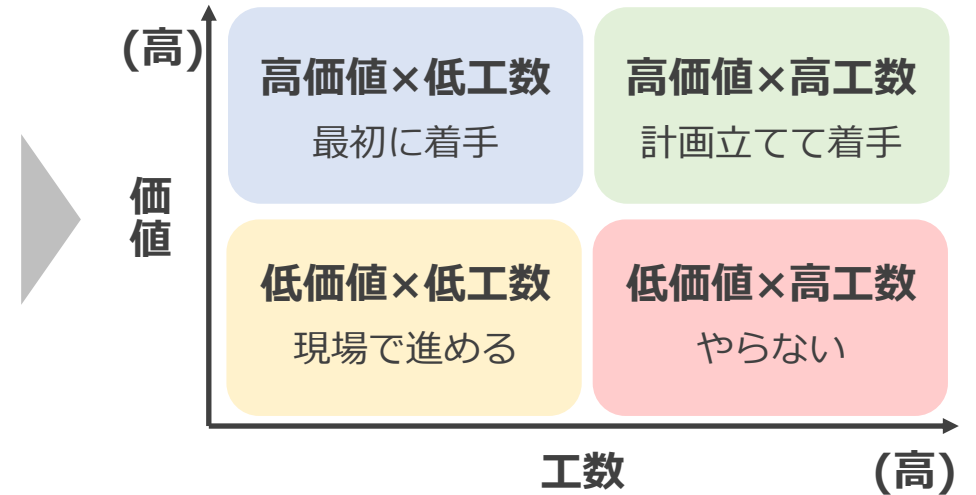 (高)
価値
高価値×低工数
最初に着手
高価値×高工数
計画立てて着手
低価値×低工数
現場で進める
低価値×高工数
やらない
工数
(高)